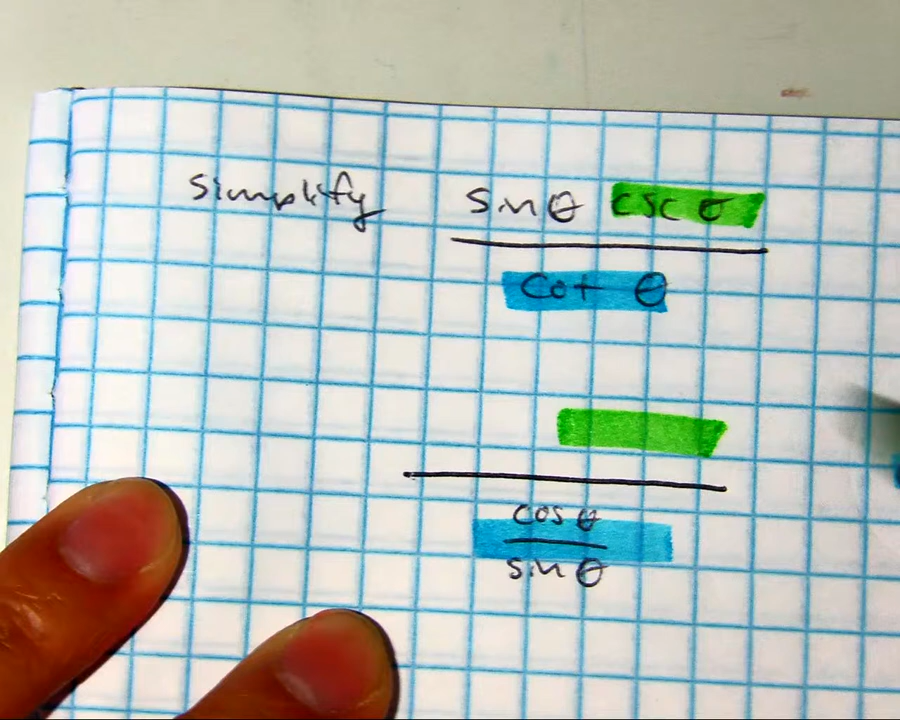 simplify sin θ csc θ
cot θ
cos θ
sin θ